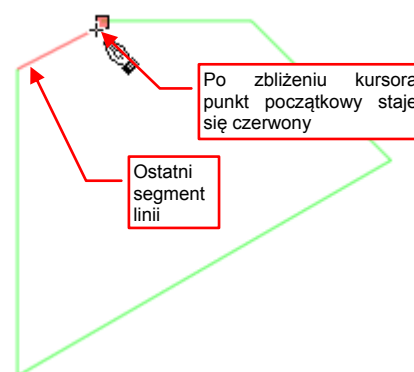 Po zbliżeniu kursora
punkt początkowy staje
się czerwony
Ostatni
segment
linii